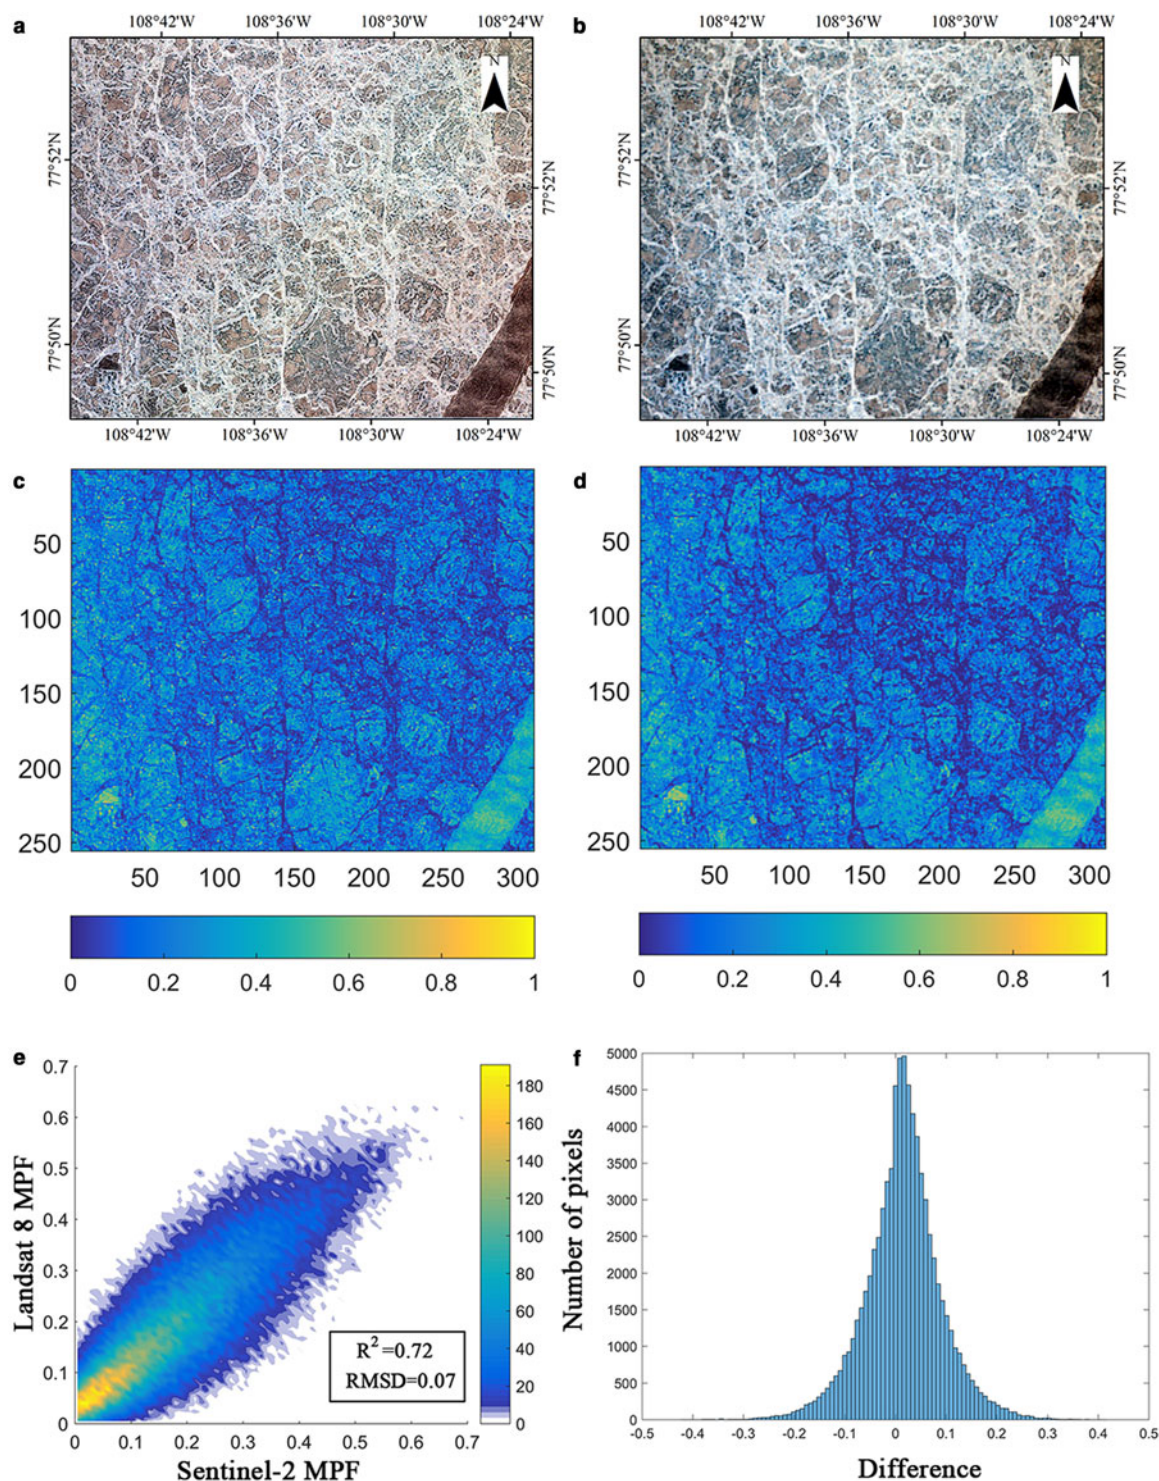 a
108°42'W 108°36'W 108°30'W 108°24'W
N
77°52'N
77°52'N
77°50'N
77°50'N
108°42'W 108°36'W 108°30'W 108°24'W
b
108°42'W 108°36'W 108°30'W 108°24'W
N
77°52'N
77°52'N
77°50'N
77°50'N
108°42'W 108°36'W 108°30'W 108°24'W
c
50
100
150
200
250
50 100 150 200 250 300
0 0.2 0.4 0.6 0.8 1
d
50
100
150
200
250
50 100 150 200 250 300
0 0.2 0.4 0.6 0.8 1
e
0.7
0.6
0.5
0.4
0.3
0.2
0.1
0
Landsat 8 MPF
R²=0.72
RMSD=0.07
0 0.1 0.2 0.3 0.4 0.5 0.6 0.7
Sentinel-2 MPF
180
160
140
120
100
80
60
40
20
0
f
5000
4500
4000
3500
3000
2500
2000
1500
1000
500
0
Number of pixels
-0.5 -0.4 -0.3 -0.2 -0.1 0 0.1 0.2 0.3 0.4 0.5
Difference